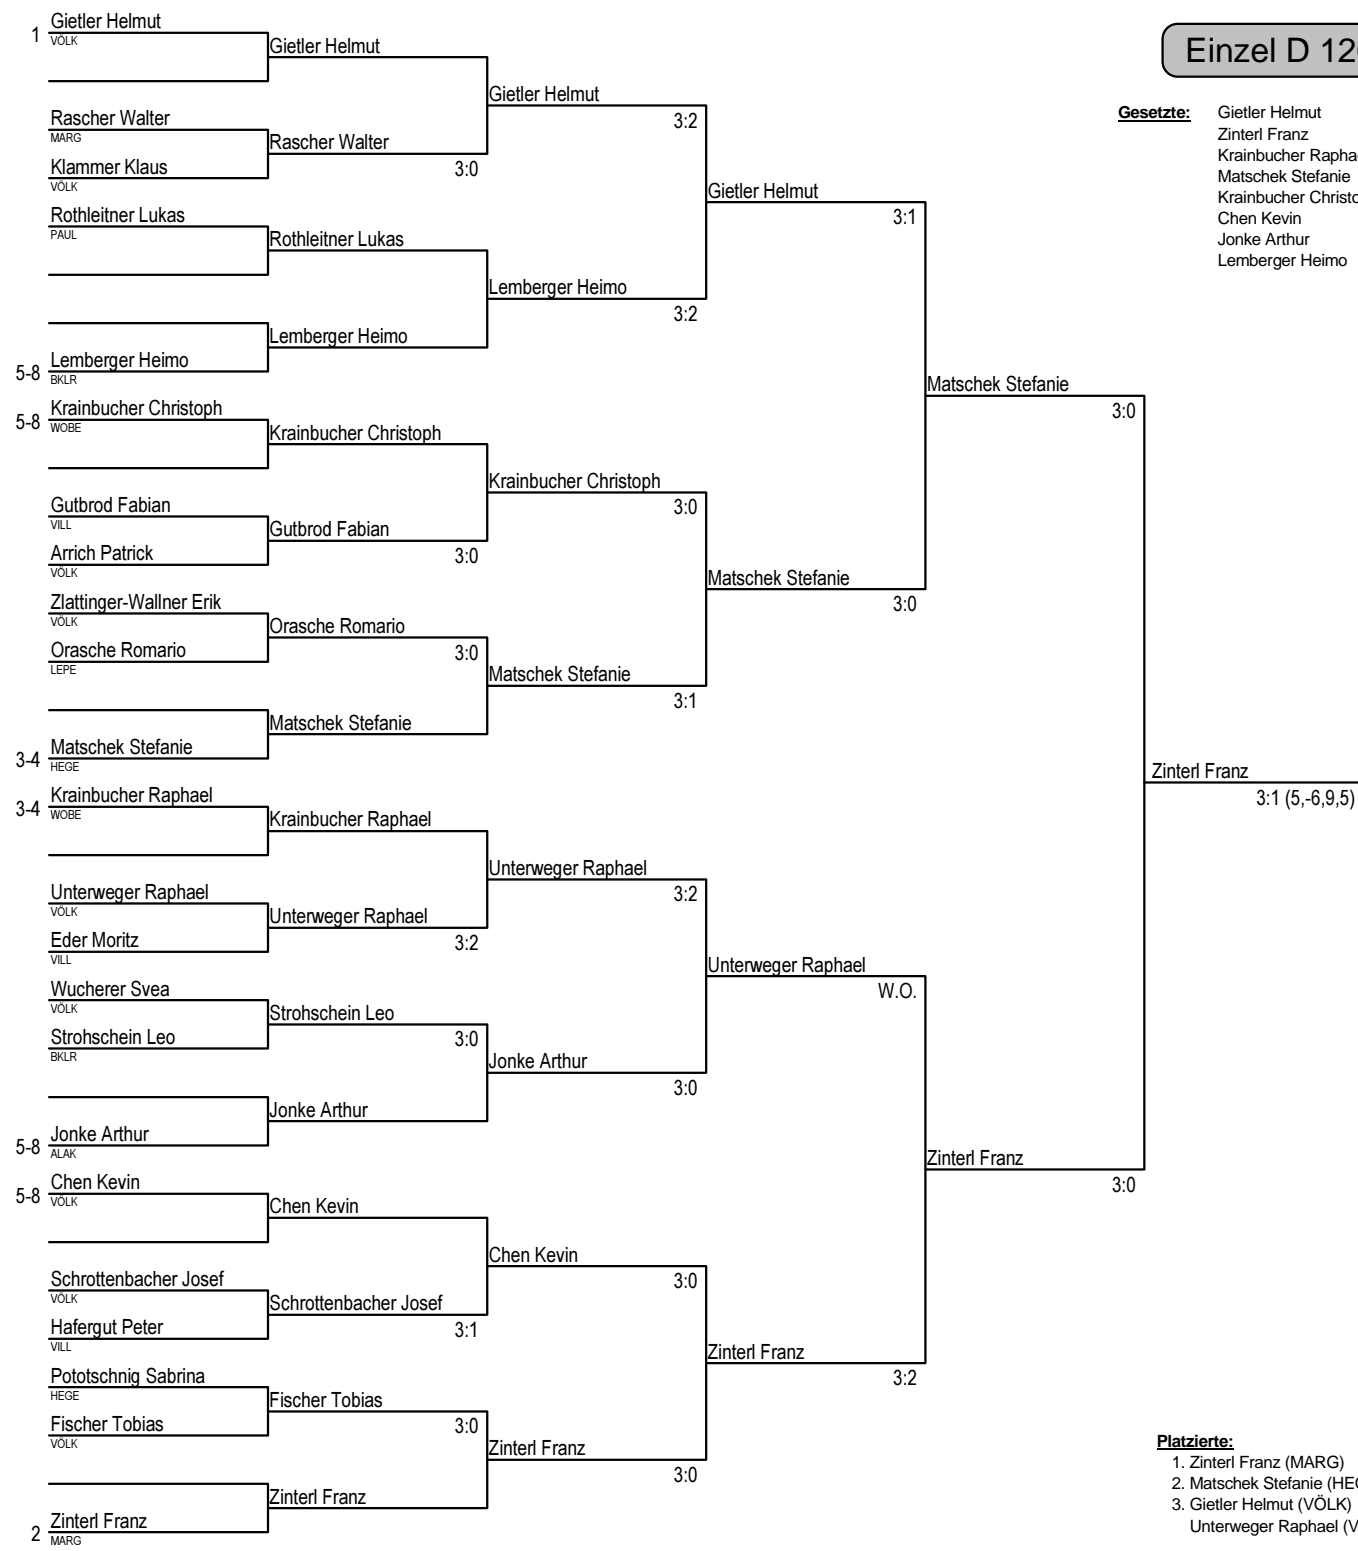 Gietler Helmut
1
VÖLK
Gietler Helmut
Gietler Helmut
3:2
Rascher Walter
MARG
Rascher Walter
3:0
Klammer Klaus
VÖLK
Gietler Helmut
3:1
Rothleitner Lukas
PAUL
Rothleitner Lukas
Lemberger Heimo
3:2
Lemberger Heimo
5-8
Lemberger Heimo
BKLR
Matschek Stefanie
3:0
5-8
Krainbucher Christoph
WOBE
Krainbucher Christoph
Krainbucher Christoph
3:0
Gutbrod Fabian
VILL
Gutbrod Fabian
3:0
Arrich Patrick
VÖLK
Matschek Stefanie
3:0
Zlattinger-Wallner Erik
VÖLK
Orasche Romario
3:0
Orasche Romario
LEPE
Matschek Stefanie
3:1
Matschek Stefanie
3-4
Matschek Stefanie
HEGE
Zinterl Franz
3:1 (5,-6,9,5)
3-4
Krainbucher Raphael
WOBE
Krainbucher Raphael
Unterweger Raphael
3:2
Unterweger Raphael
VÖLK
Unterweger Raphael
3:2
Eder Moritz
VILL
Unterweger Raphael
W.O.
Wucherer Svea
VÖLK
Strohschein Leo
3:0
Strohschein Leo
BKLR
Jonke Arthur
3:0
Jonke Arthur
5-8
Jonke Arthur
ALAK
Zinterl Franz
3:0
5-8
Chen Kevin
VÖLK
Chen Kevin
Chen Kevin
3:0
Schrottenbacher Josef
VÖLK
Schrottenbacher Josef
3:1
Hafergut Peter
VILL
Zinterl Franz
3:2
Pototschnig Sabrina
HEGE
Fischer Tobias
3:0
Fischer Tobias
VÖLK
Zinterl Franz
3:0
Zinterl Franz
2
Zinterl Franz
MARG
Einzel D 12
Gesetzte: Gietler Helmut
Zinterl Franz
Krainbucher Rapha
Matschek Stefanie
Krainbucher Christo
Chen Kevin
Jonke Arthur
Lemberger Heimo
Platzierte:
1. Zinterl Franz (MARG)
2. Matschek Stefanie (HE
3. Gietler Helmut (VÖLK)
Unterweger Raphael (V